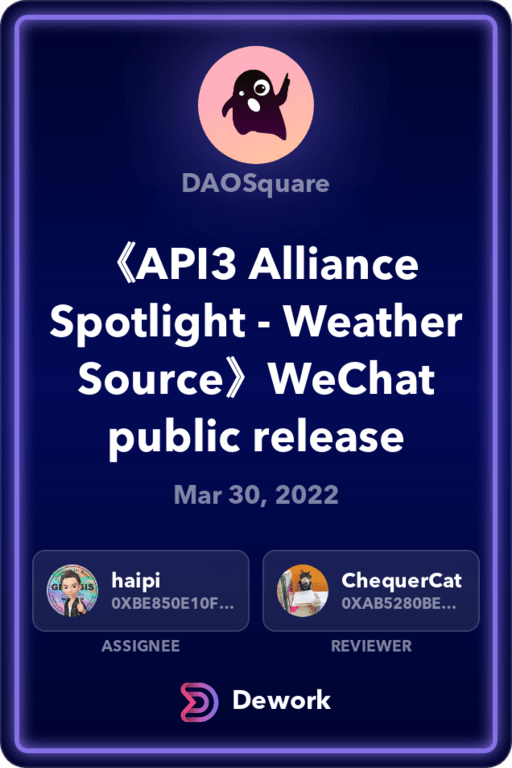 DAOSquare
《API3 Alliance
Spotlight - Weather
Source》WeChat
public release
Mar 30, 2022
haipi
0XBE850E10F...
ASSIGNEE
ChequerCat
0XAB5280BE...
REVIEWER
Dework